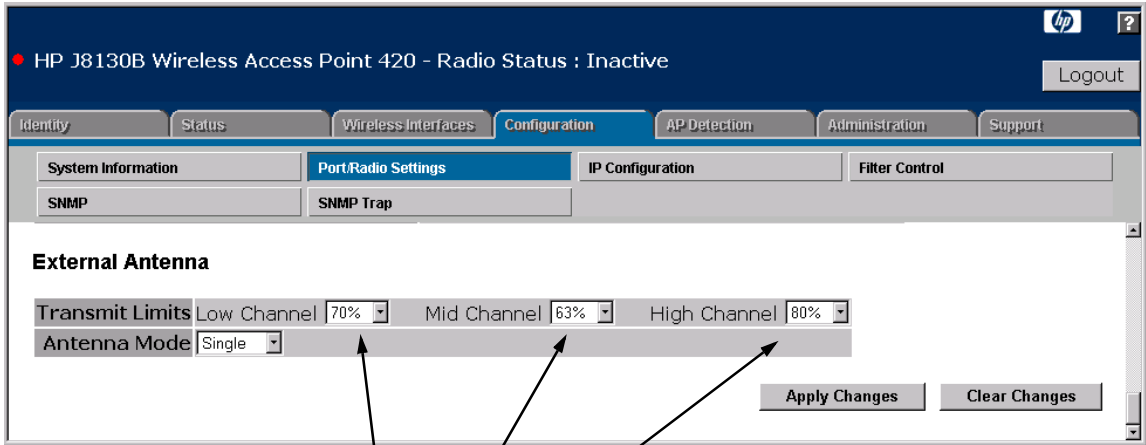 hp
?
HP J8130B Wireless Access Point 420 - Radio Status : Inactive
Logout
Identity Status Wireless Interfaces Configuration AP Detection Administration Support
System Information Port/Radio Settings IP Configuration Filter Control
SNMP SNMP Trap
External Antenna
Transmit Limits Low Channel 70% Mid Channel 63% High Channel 80%
Antenna Mode Single
Apply Changes Clear Changes